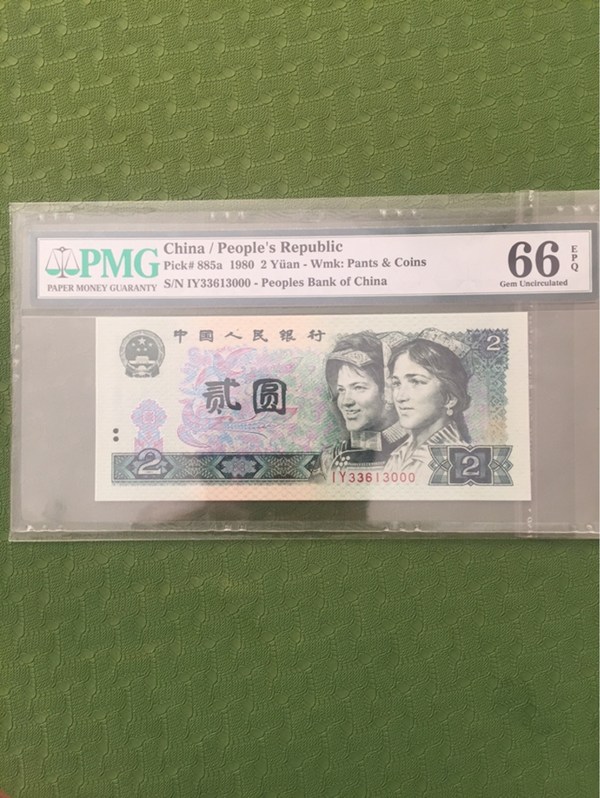 PMG
PAPER MONEY GUARANTY
China / People's Republic
Pick# 885a 1980 2 Yüan - Wmk: Pants & Coins
S/N IY33613000 - Peoples Bank of China
66 EPQ
Gem Uncirculated
中国人民银行
2
贰圆
2
2
IY33613000